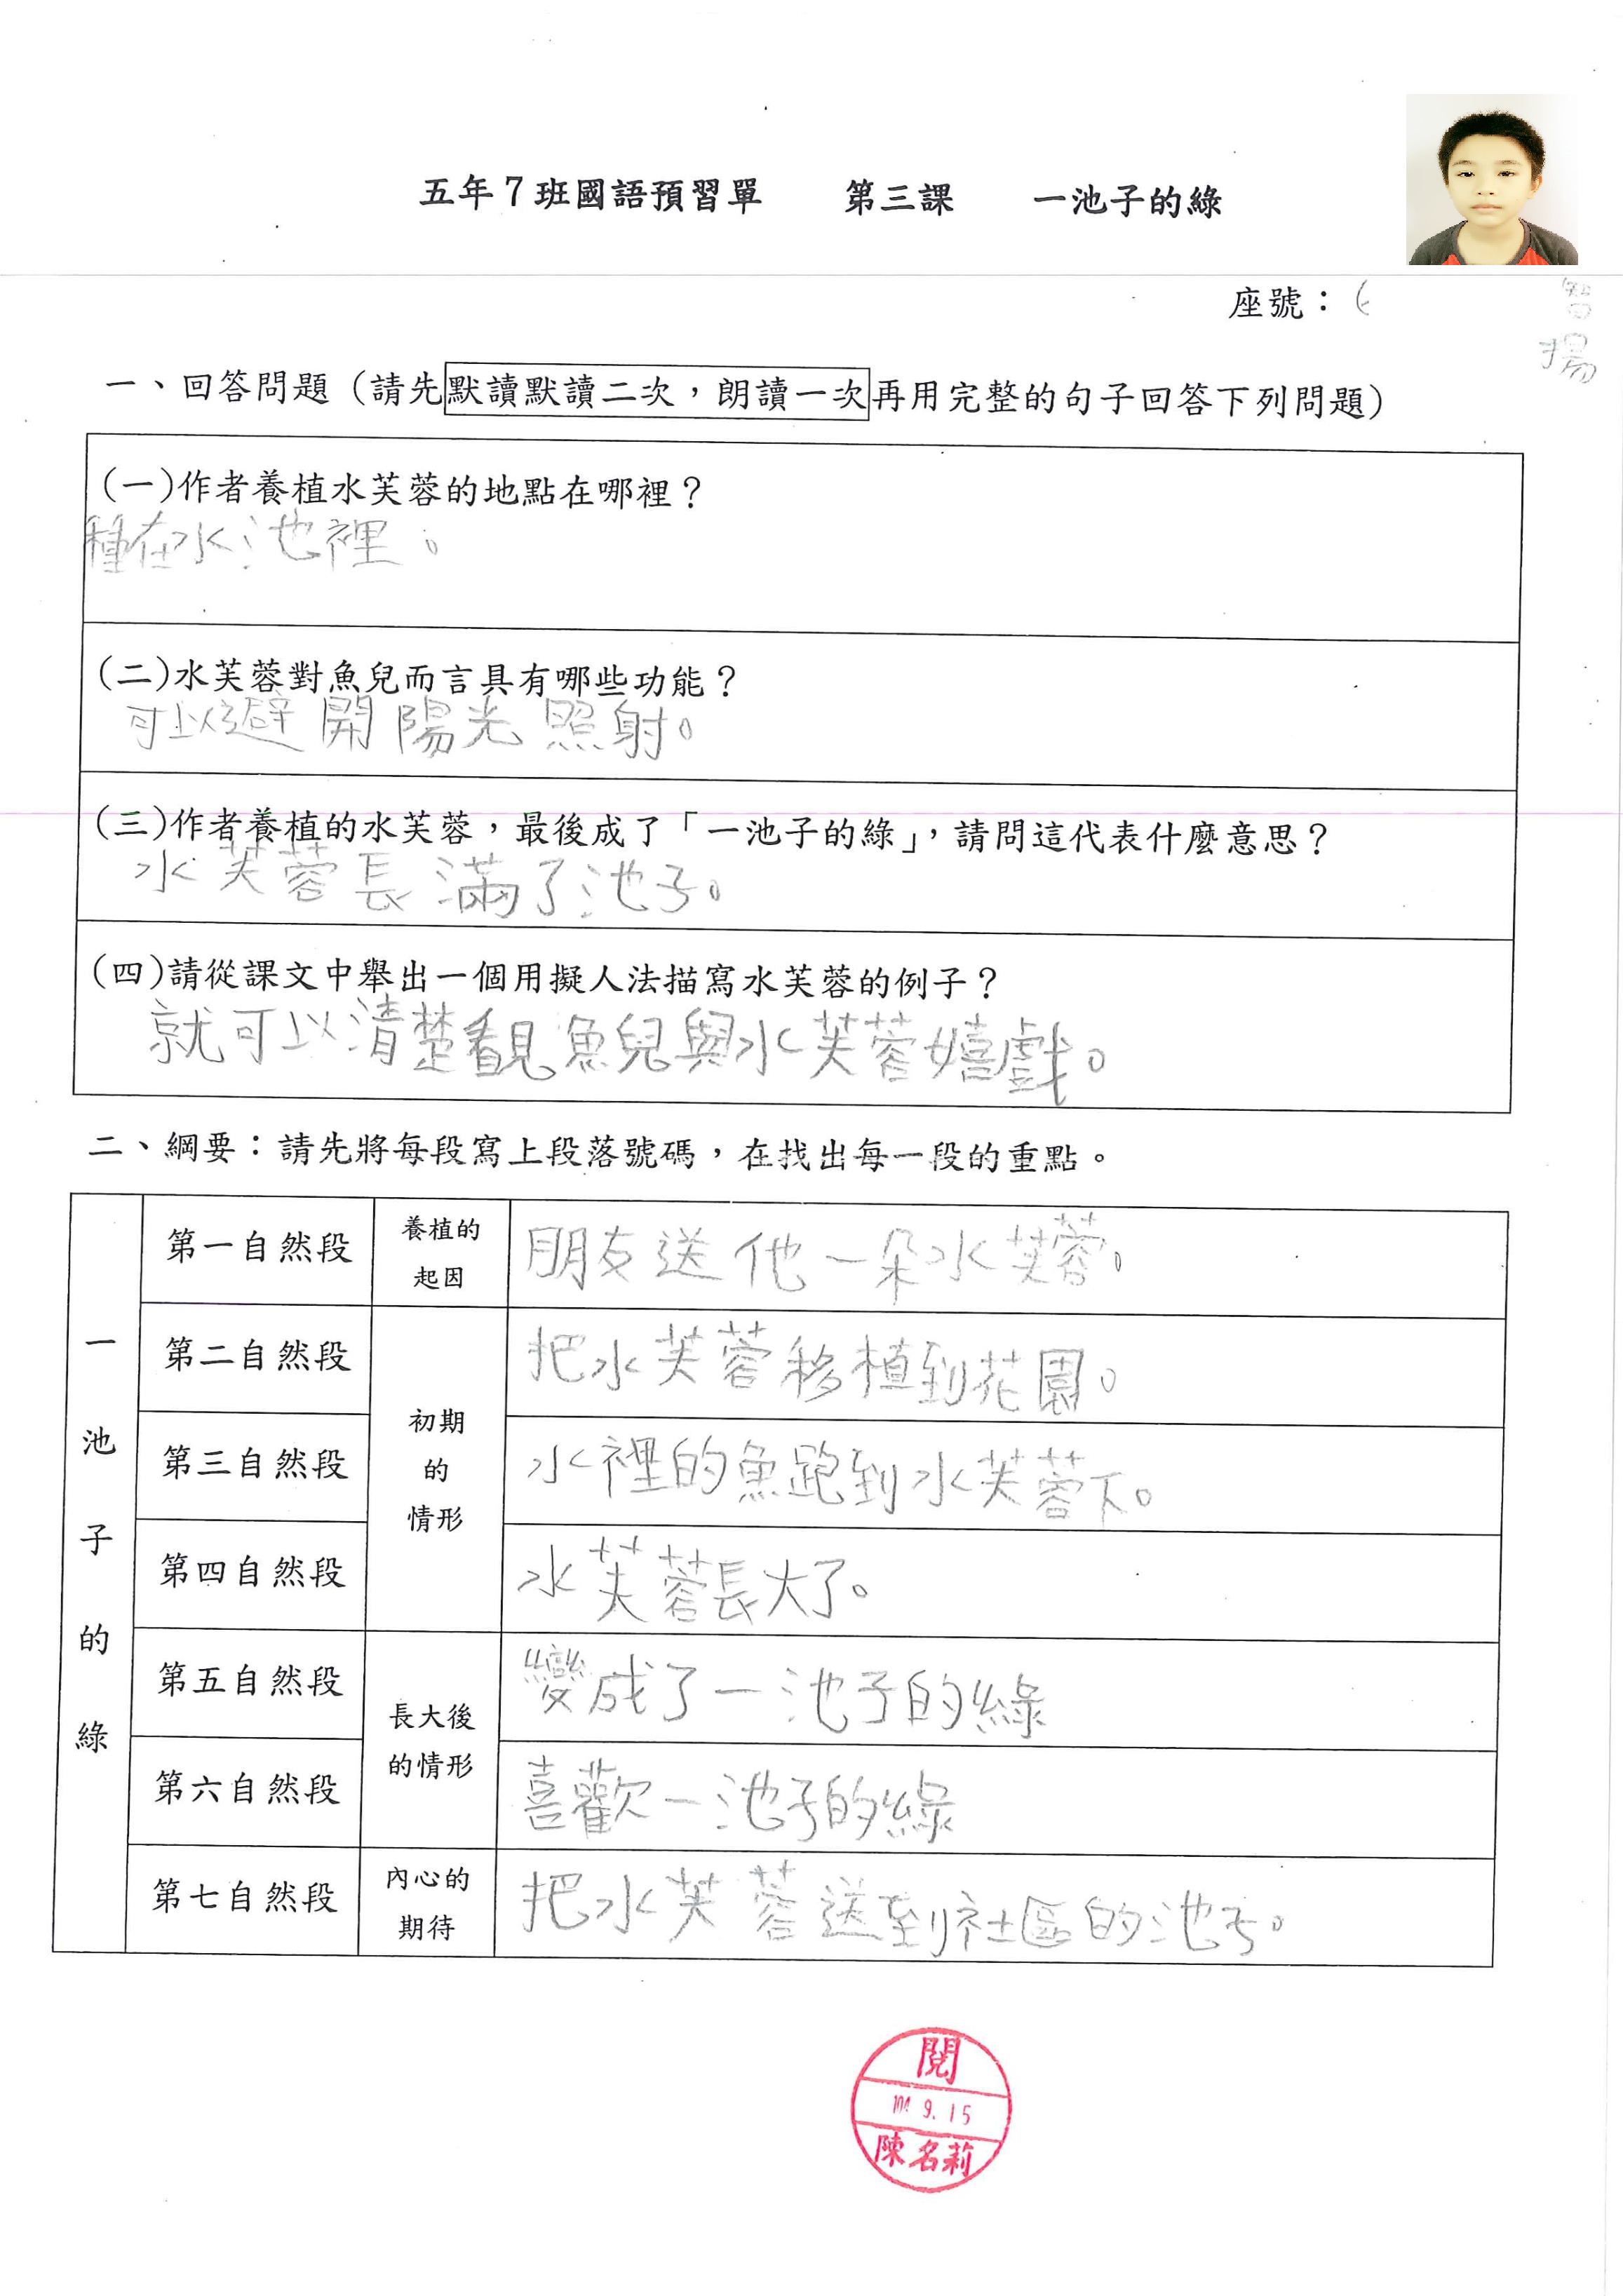 五年7班國語預習單 第三課 一池子的綠
座號：
智
揚
一、回答問題（請先默讀默讀二次，朗讀一次再用完整的句子回答下列問題）
(一)作者養植水芙蓉的地點在哪裡？
種在水池裡。
(二)水芙蓉對魚兒而言具有哪些功能？
可以避開陽光照射。
(三)作者養植的水芙蓉，最後成了「一池子的綠」，請問這代表什麼意思？
水芙蓉長滿了池子。
(四)請從課文中舉出一個用擬人法描寫水芙蓉的例子？
就可以清楚看見魚兒與水芙蓉嬉戲。
二、綱要：請先將每段寫上段落號碼，在找出每一段的重點。
一池子的綠
第一自然段 養植的起因 朋友送他一朵水芙蓉。
第二自然段 初期的情形 把水芙蓉移植到花園。
第三自然段 水裡的魚跑到水芙蓉下。
第四自然段 水芙蓉長大了。
第五自然段 長大後的情形 變成了一池子的綠
第六自然段 喜歡一池子的綠
第七自然段 內心的期待 把水芙蓉送到社區的池子。
閱
9.15
陳名莉